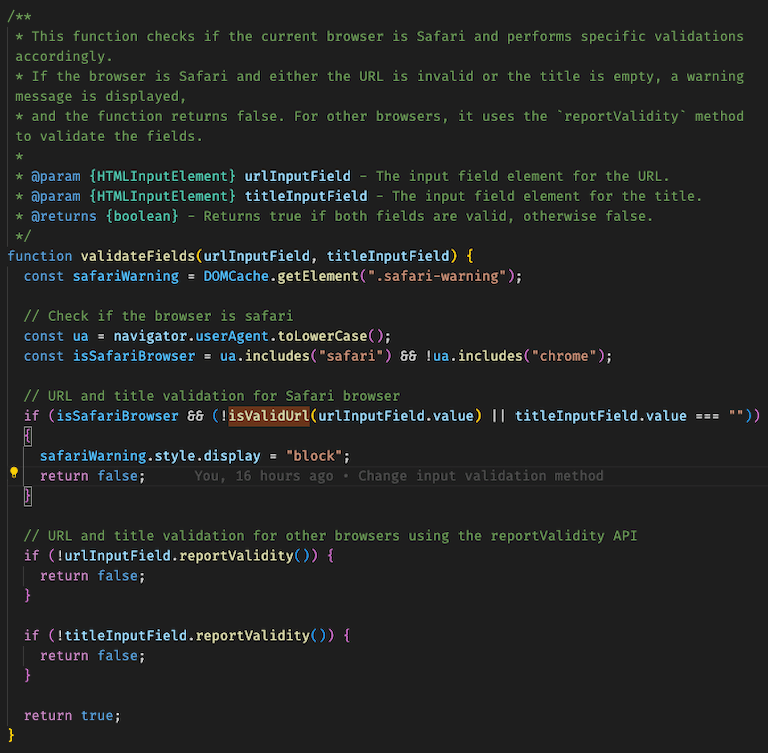 /**
* This function checks if the current browser is Safari and performs specific validations
accordingly.
* If the browser is Safari and either the URL is invalid or the title is empty, a warning
message is displayed,
* and the function returns false. For other browsers, it uses the `reportValidity` method
to validate the fields.
*
* @param {HTMLInputElement} urlInputField - The input field element for the URL.
* @param {HTMLInputElement} titleInputField - The input field element for the title.
* @returns {boolean} - Returns true if both fields are valid, otherwise false.
*/
function validateFields(urlInputField, titleInputField) {
const safariWarning = DOMCache.getElement(".safari-warning");
// Check if the browser is safari
const ua = navigator.userAgent.toLowerCase();
const isSafariBrowser = ua.includes("safari") && !ua.includes("chrome");
// URL and title validation for Safari browser
if (isSafariBrowser && (!isValidUrl(urlInputField.value) || titleInputField.value === ""))
{
safariWarning.style.display = "block";
return false; You, 16 hours ago • Change input validation method
}
// URL and title validation for other browsers using the reportValidity API
if (!urlInputField.reportValidity()) {
return false;
}
if (!titleInputField.reportValidity()) {
return false;
}
return true;
}